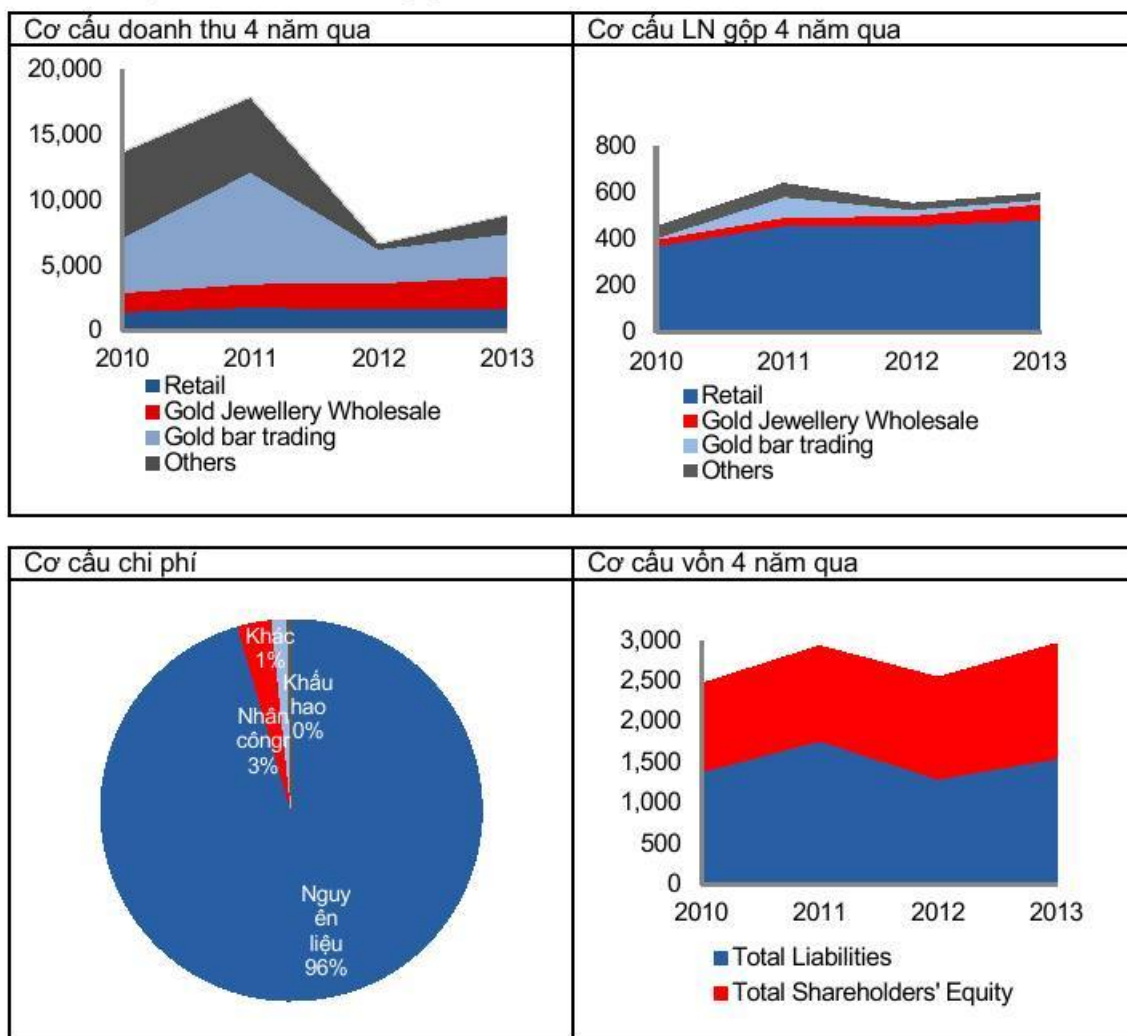 Cơ cấu doanh thu 4 năm qua
20,000
15,000
10,000
5,000
0
2010 2011 2012 2013
Retail
Gold Jewellery Wholesale
Gold bar trading
Others
Cơ cấu LN gộp 4 năm qua
800
600
400
200
0
2010 2011 2012 2013
Retail
Gold Jewellery Wholesale
Gold bar trading
Others
Cơ cấu chi phí
Khác
1%
Khấu
hao
0%
Nhân
côngr
3%
Nguy
ên
liệu
96%
Cơ cấu vốn 4 năm qua
3,000
2,500
2,000
1,500
1,000
500
0
2010 2011 2012 2013
Total Liabilities
Total Shareholders' Equity